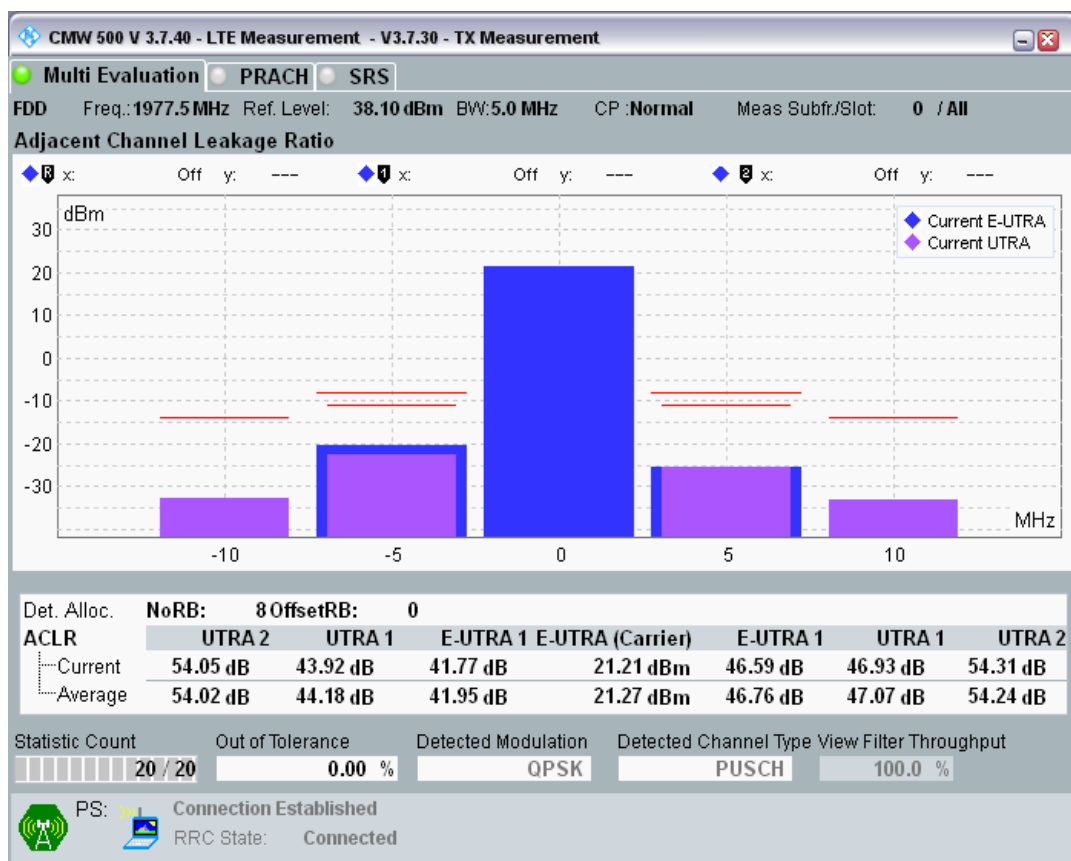 CMW 500 V 3.7.40 - LTE Measurement - V3.7.30 - TX Measurement
Multi Evaluation PRACH SRS
FDD Freq.: 1977.5 MHz Ref. Level: 38.10 dBm BW: 5.0 MHz CP : Normal Meas Subfr./Slot: 0 / All
Adjacent Channel Leakage Ratio
R x: Off y: --- 1 x: Off y: --- 2 x: Off y: ---
dBm
Current E-UTRA
Current UTRA
30
20
10
0
-10
-20
-30
MHz
-10 -5 0 5 10
Det. Alloc. NoRB: 8 OffsetRB: 0
ACLR UTRA 2 UTRA 1 E-UTRA 1 E-UTRA (Carrier) E-UTRA 1 UTRA 1 UTRA 2
Current 54.05 dB 43.92 dB 41.77 dB 21.21 dBm 46.59 dB 46.93 dB 54.31 dB
Average 54.02 dB 44.18 dB 41.95 dB 21.27 dBm 46.76 dB 47.07 dB 54.24 dB
Statistic Count Out of Tolerance Detected Modulation Detected Channel Type View Filter Throughput
20 / 20 0.00 % QPSK PUSCH 100.0 %
PS: Connection Established
RRC State: Connected